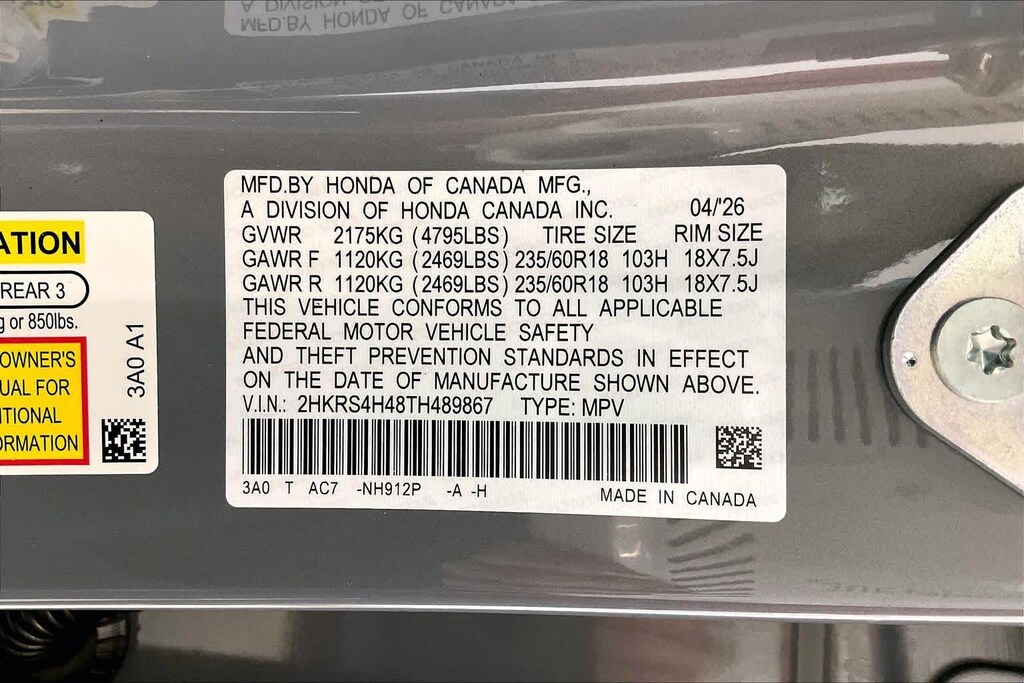 MFD.BY HONDA OF CANADA MFG.,
A DIVISION OF HONDA CANADA INC. 04/'26
GVWR 2175KG (4795LBS) TIRE SIZE RIM SIZE
GAWR F 1120KG (2469LBS) 235/60R18 103H 18X7.5J
GAWR R 1120KG (2469LBS) 235/60R18 103H 18X7.5J
THIS VEHICLE CONFORMS TO ALL APPLICABLE
FEDERAL MOTOR VEHICLE SAFETY
AND THEFT PREVENTION STANDARDS IN EFFECT
ON THE DATE OF MANUFACTURE SHOWN ABOVE.
V.I.N.: 2HKRS4H48TH489867 TYPE: MPV
3A0 T AC7 -NH912P -A -H MADE IN CANADA
ATION
REAR 3
g or 850lbs.
OWNER'S
UAL FOR
ITIONAL
ORMATION
3A0 A1